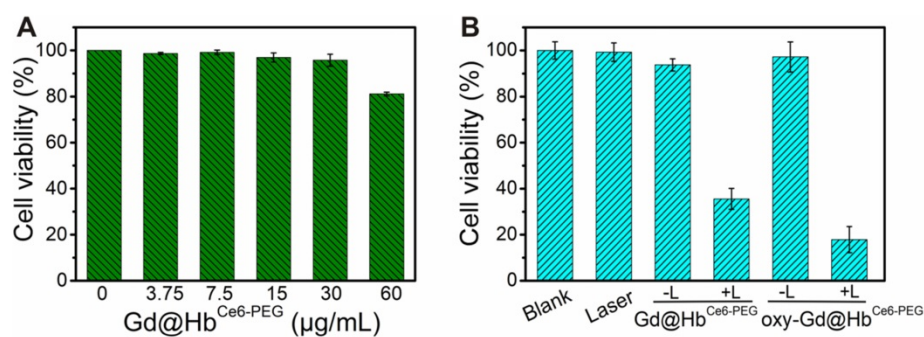 A
Cell viability (%)
100
80
60
40
20
0
0 3.75 7.5 15 30 60
Gd@Hb^Ce6-PEG (μg/mL)
B
Cell viability (%)
100
80
60
40
20
0
Blank Laser -L +L -L +L
Gd@Hb^Ce6-PEG oxy-Gd@Hb^Ce6-PEG